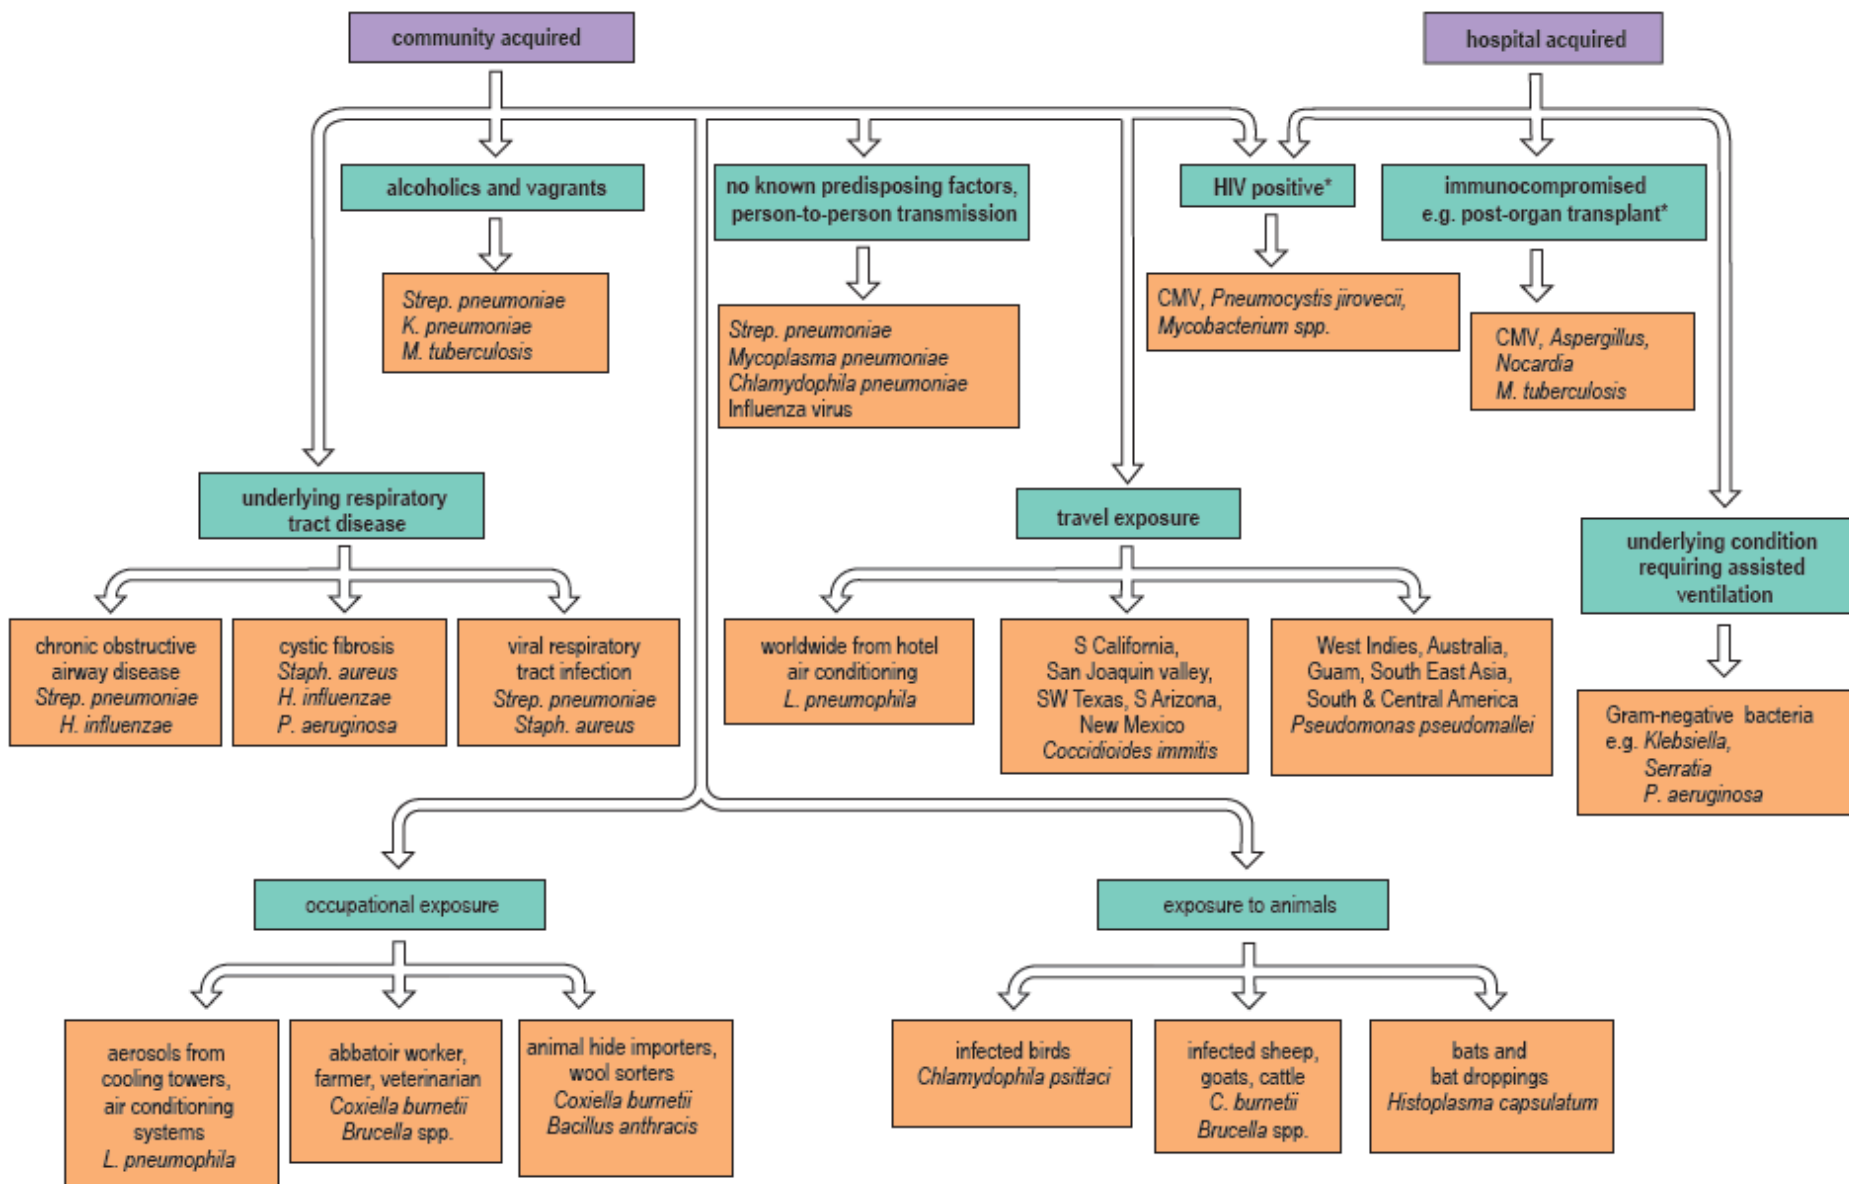 community acquired
hospital acquired
alcoholics and vagrants
no known predisposing factors,
person-to-person transmission
HIV positive*
immunocompromised
e.g. post-organ transplant*
Strep. pneumoniae
K. pneumoniae
M. tuberculosis
Strep. pneumoniae
Mycoplasma pneumoniae
Chlamydophila pneumoniae
Influenza virus
CMV, Pneumocystis jirovecii,
Mycobacterium spp.
CMV, Aspergillus,
Nocardia
M. tuberculosis
underlying respiratory
tract disease
travel exposure
underlying condition
requiring assisted
ventilation
chronic obstructive
airway disease
Strep. pneumoniae
H. influenzae
cystic fibrosis
Staph. aureus
H. influenzae
P. aeruginosa
viral respiratory
tract infection
Strep. pneumoniae
Staph. aureus
worldwide from hotel
air conditioning
L. pneumophila
S California,
San Joaquin valley,
SW Texas, S Arizona,
New Mexico
Coccidioides immitis
West Indies, Australia,
Guam, South East Asia,
South & Central America
Pseudomonas pseudomallei
Gram-negative bacteria
e.g. Klebsiella,
Serratia
P. aeruginosa
occupational exposure
exposure to animals
aerosols from
cooling towers,
air conditioning
systems
L. pneumophila
abbatoir worker,
farmer, veterinarian
Coxiella burnetii
Brucella spp.
animal hide importers,
wool sorters
Coxiella burnetii
Bacillus anthracis
infected birds
Chlamydophila psittaci
infected sheep,
goats, cattle
C. burnetii
Brucella spp.
bats and
bat droppings
Histoplasma capsulatum